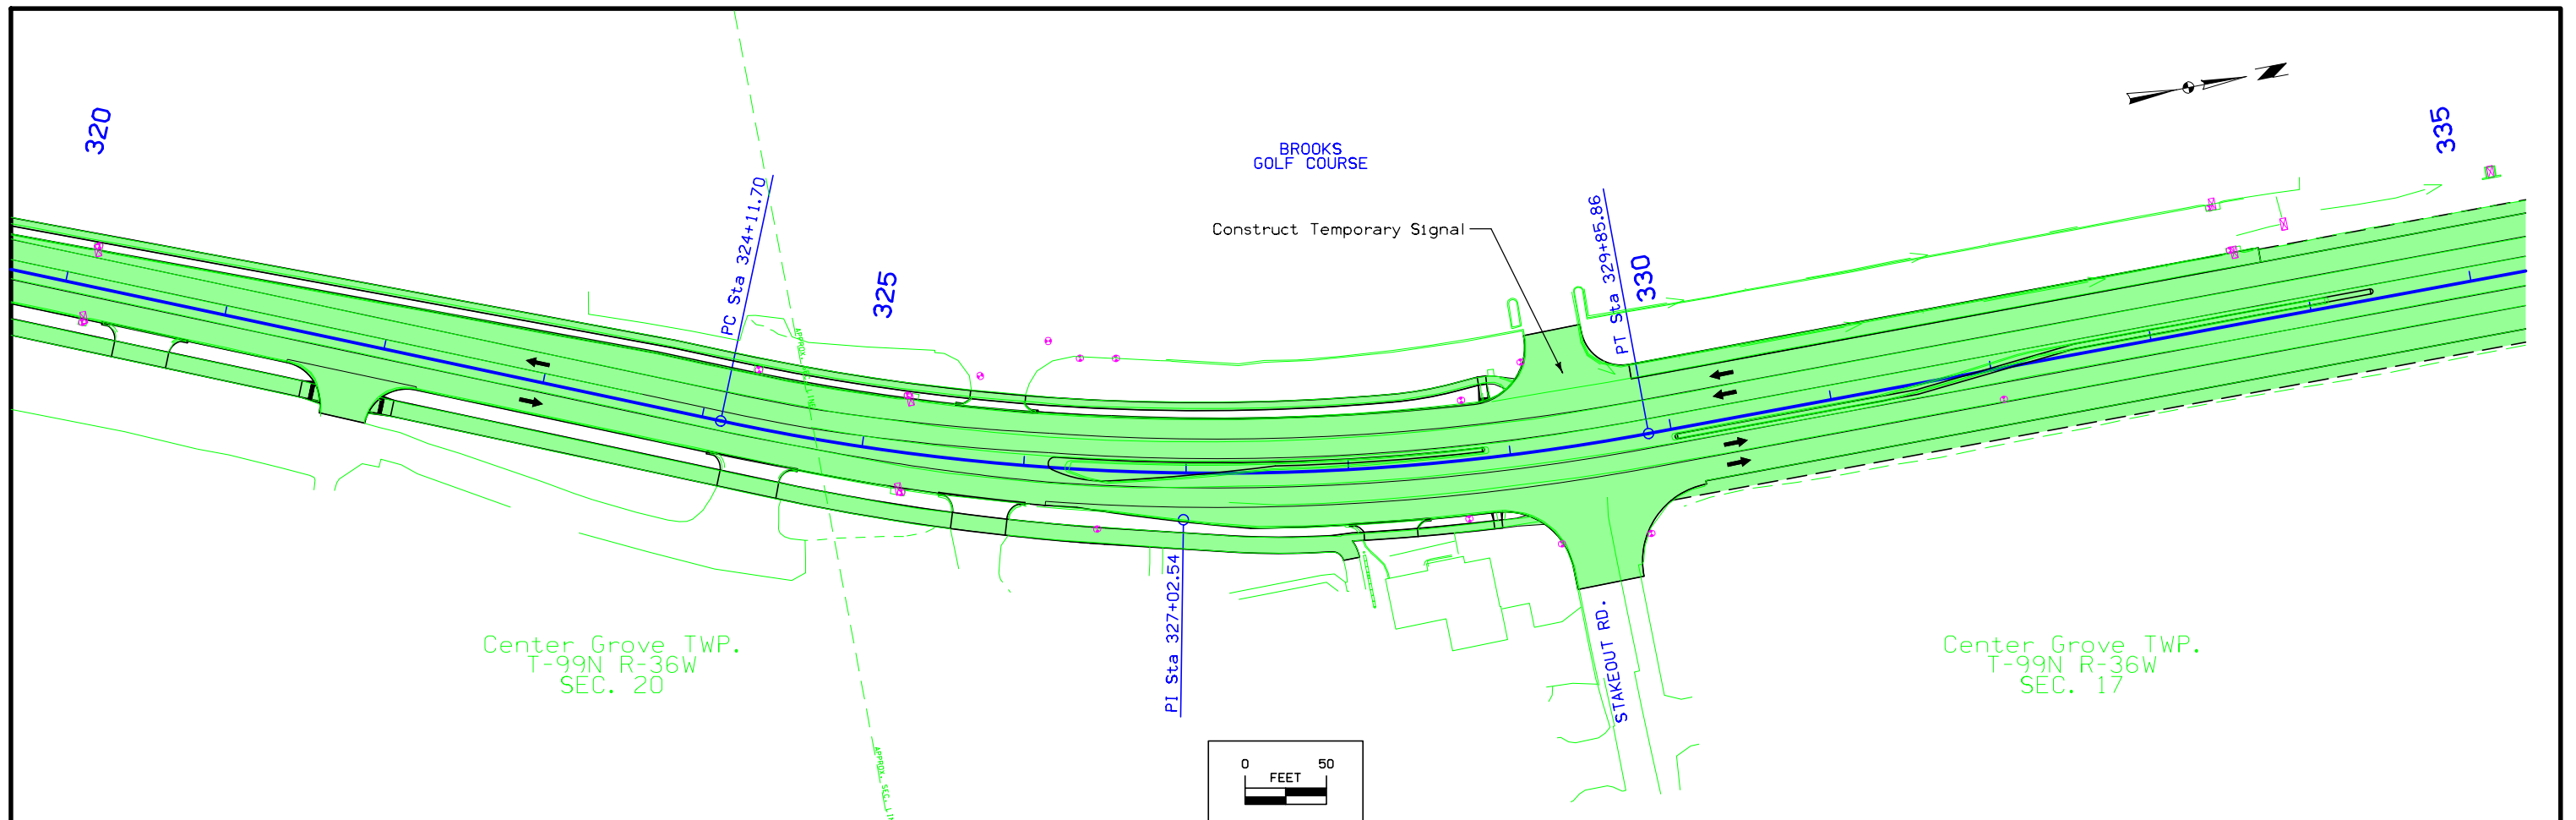 320
BROOKS
GOLF COURSE
335
Construct Temporary Signal
PC Sta 324+11.70
325
PT Sta 329+85.86
330
PI Sta 327+02.54
STAKEOUT RD.
Center Grove TWP.
T-99N R-36W
SEC. 20
Center Grove TWP.
T-99N R-36W
SEC. 17
0 50
FEET
N